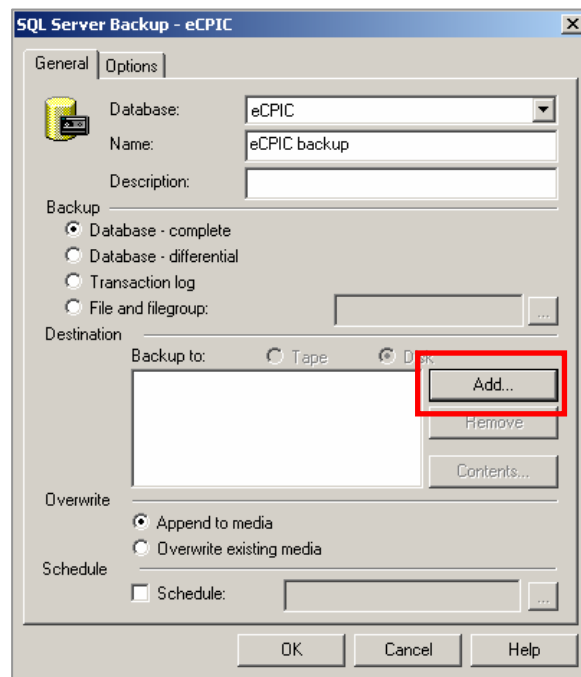 SQL Server Backup - eCPIC
General
Options
Database:
eCPIC
Name:
eCPIC backup
Description:
Backup
Database - complete
Database - differential
Transaction log
File and filegroup:
...
Destination
Backup to:
Tape
Disk
Add...
Remove
Contents...
Overwrite
Append to media
Overwrite existing media
Schedule
Schedule:
...
OK
Cancel
Help